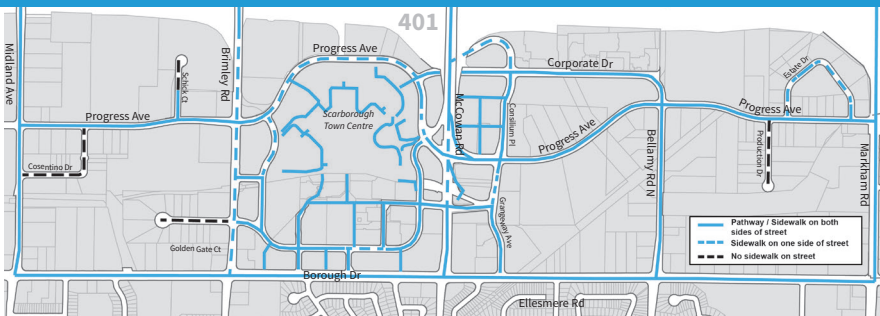 401
Progress Ave
Midland Ave
Brimley Rd
Schick Ct
Corporate Dr
Estate Dr
McCowan Rd
Consilium Pl
Scarborough
Town Centre
Progress Ave
Progress Ave
Progress Ave
Production Dr
Bellamy Rd N
Markham Rd
Cosentino Dr
Grangeway Ave
Golden Gate Ct
Borough Dr
Ellesmere Rd
Pathway / Sidewalk on both
sides of street
Sidewalk on one side of street
No sidewalk on street